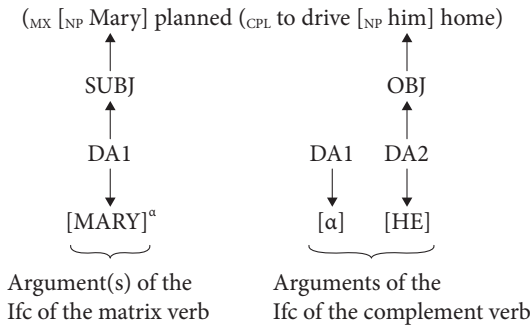 (MX [NP Mary] planned (CPL to drive [NP him] home)
SUBJ OBJ
DA1 DA1 DA2
[MARY]α [α] [HE]
Argument(s) of the Arguments of the
Ifc of the matrix verb Ifc of the complement verb